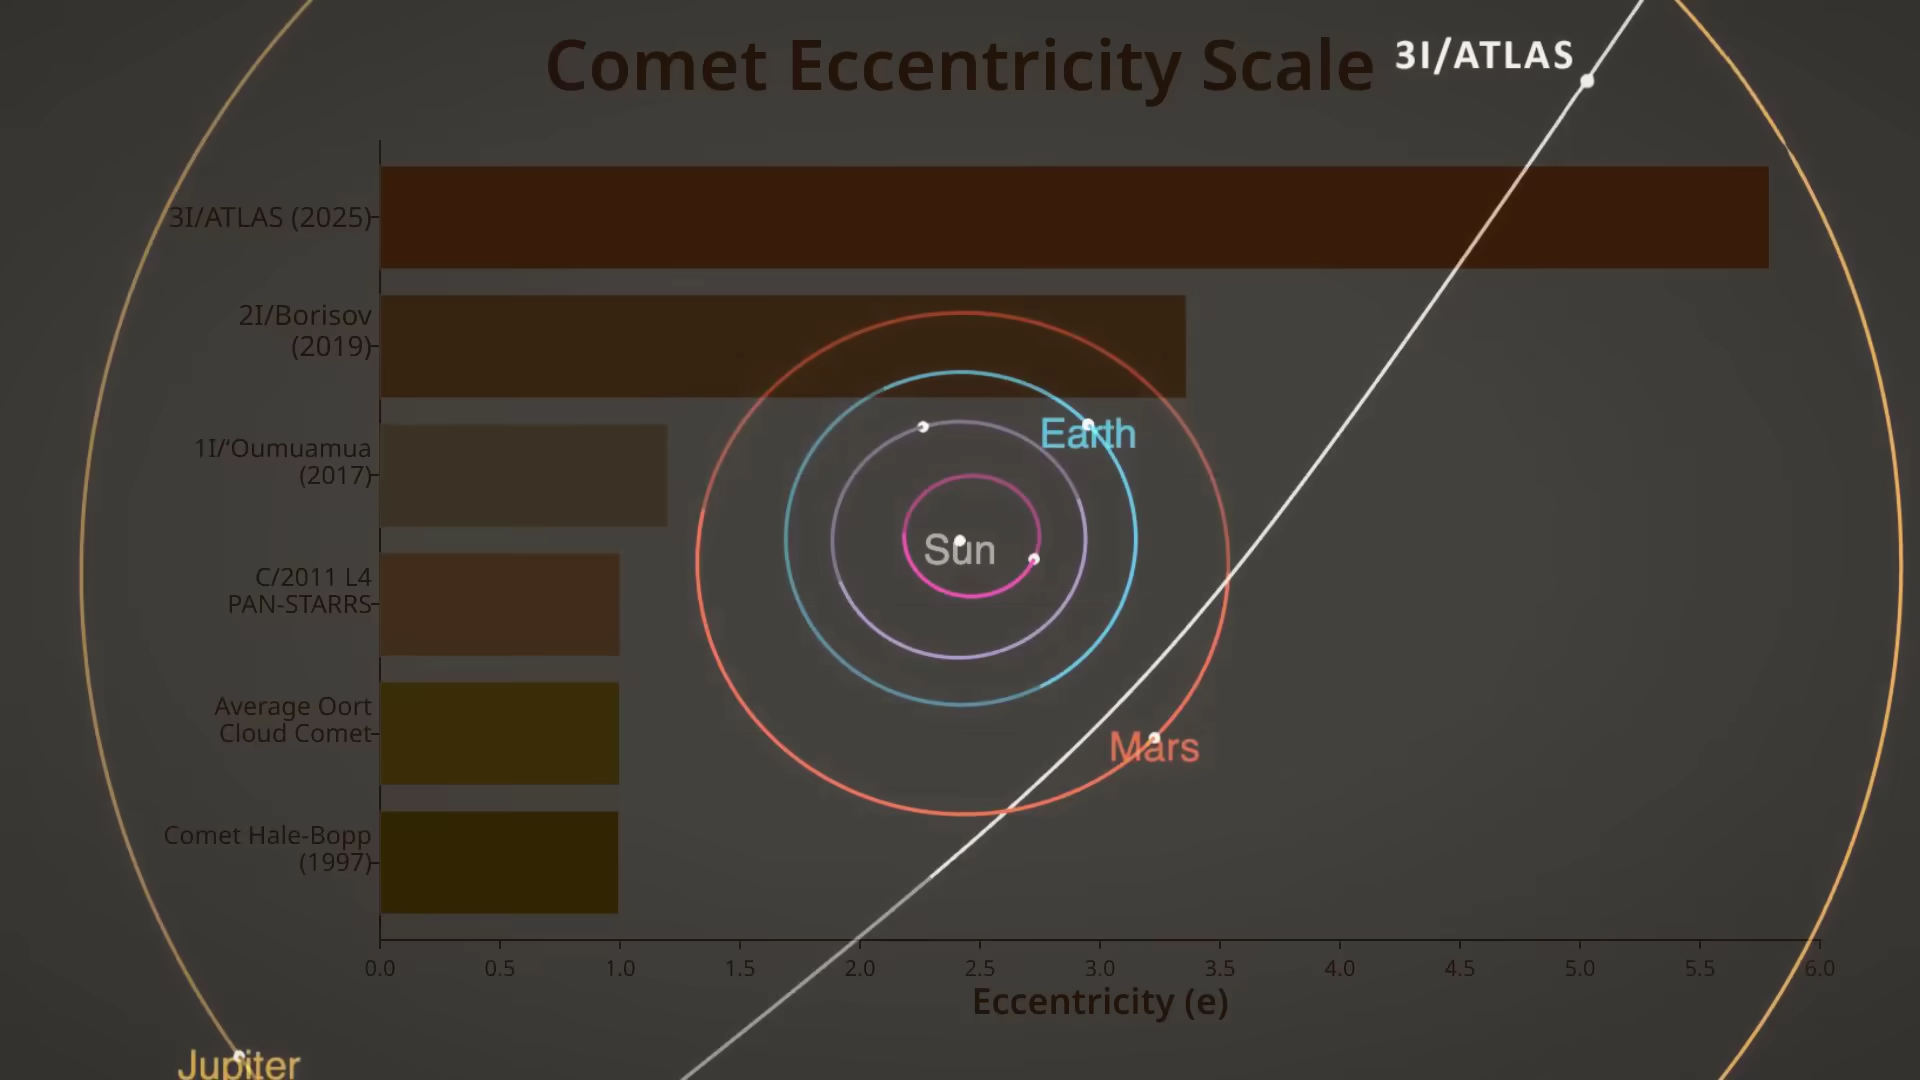 Comet Eccentricity Scale
3I/ATLAS
3I/ATLAS (2025)
2I/Borisov
(2019)
1I/ʻOumuamua
(2017)
C/2011 L4
PAN-STARRS
Average Oort
Cloud Comet
Comet Hale-Bopp
(1997)
Earth
Sun
Mars
Jupiter
0.0 0.5 1.0 1.5 2.0 2.5 3.0 3.5 4.0 4.5 5.0 5.5 6.0
Eccentricity (e)